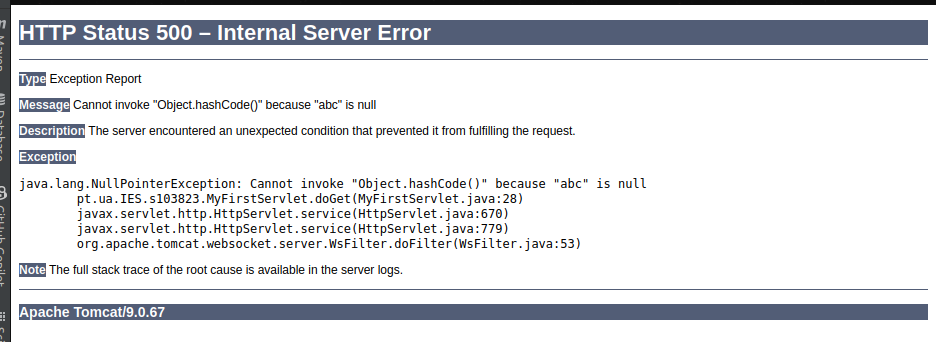 HTTP Status 500 – Internal Server Error
Type Exception Report
Message Cannot invoke "Object.hashCode()" because "abc" is null
Description The server encountered an unexpected condition that prevented it from fulfilling the request.
Exception
java.lang.NullPointerException: Cannot invoke "Object.hashCode()" because "abc" is null
pt.ua.IES.s103823.MyFirstServlet.doGet(MyFirstServlet.java:28)
javax.servlet.http.HttpServlet.service(HttpServlet.java:670)
javax.servlet.http.HttpServlet.service(HttpServlet.java:779)
org.apache.tomcat.websocket.server.WsFilter.doFilter(WsFilter.java:53)
Note The full stack trace of the root cause is available in the server logs.
Apache Tomcat/9.0.67
Maven
Database
GitHub Copilot